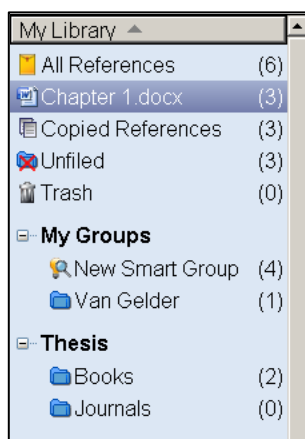 My Library
All References (6)
Chapter 1.docx (3)
Copied References (3)
Unfiled (3)
Trash (0)
My Groups
New Smart Group (4)
Van Gelder (1)
Thesis
Books (2)
Journals (0)